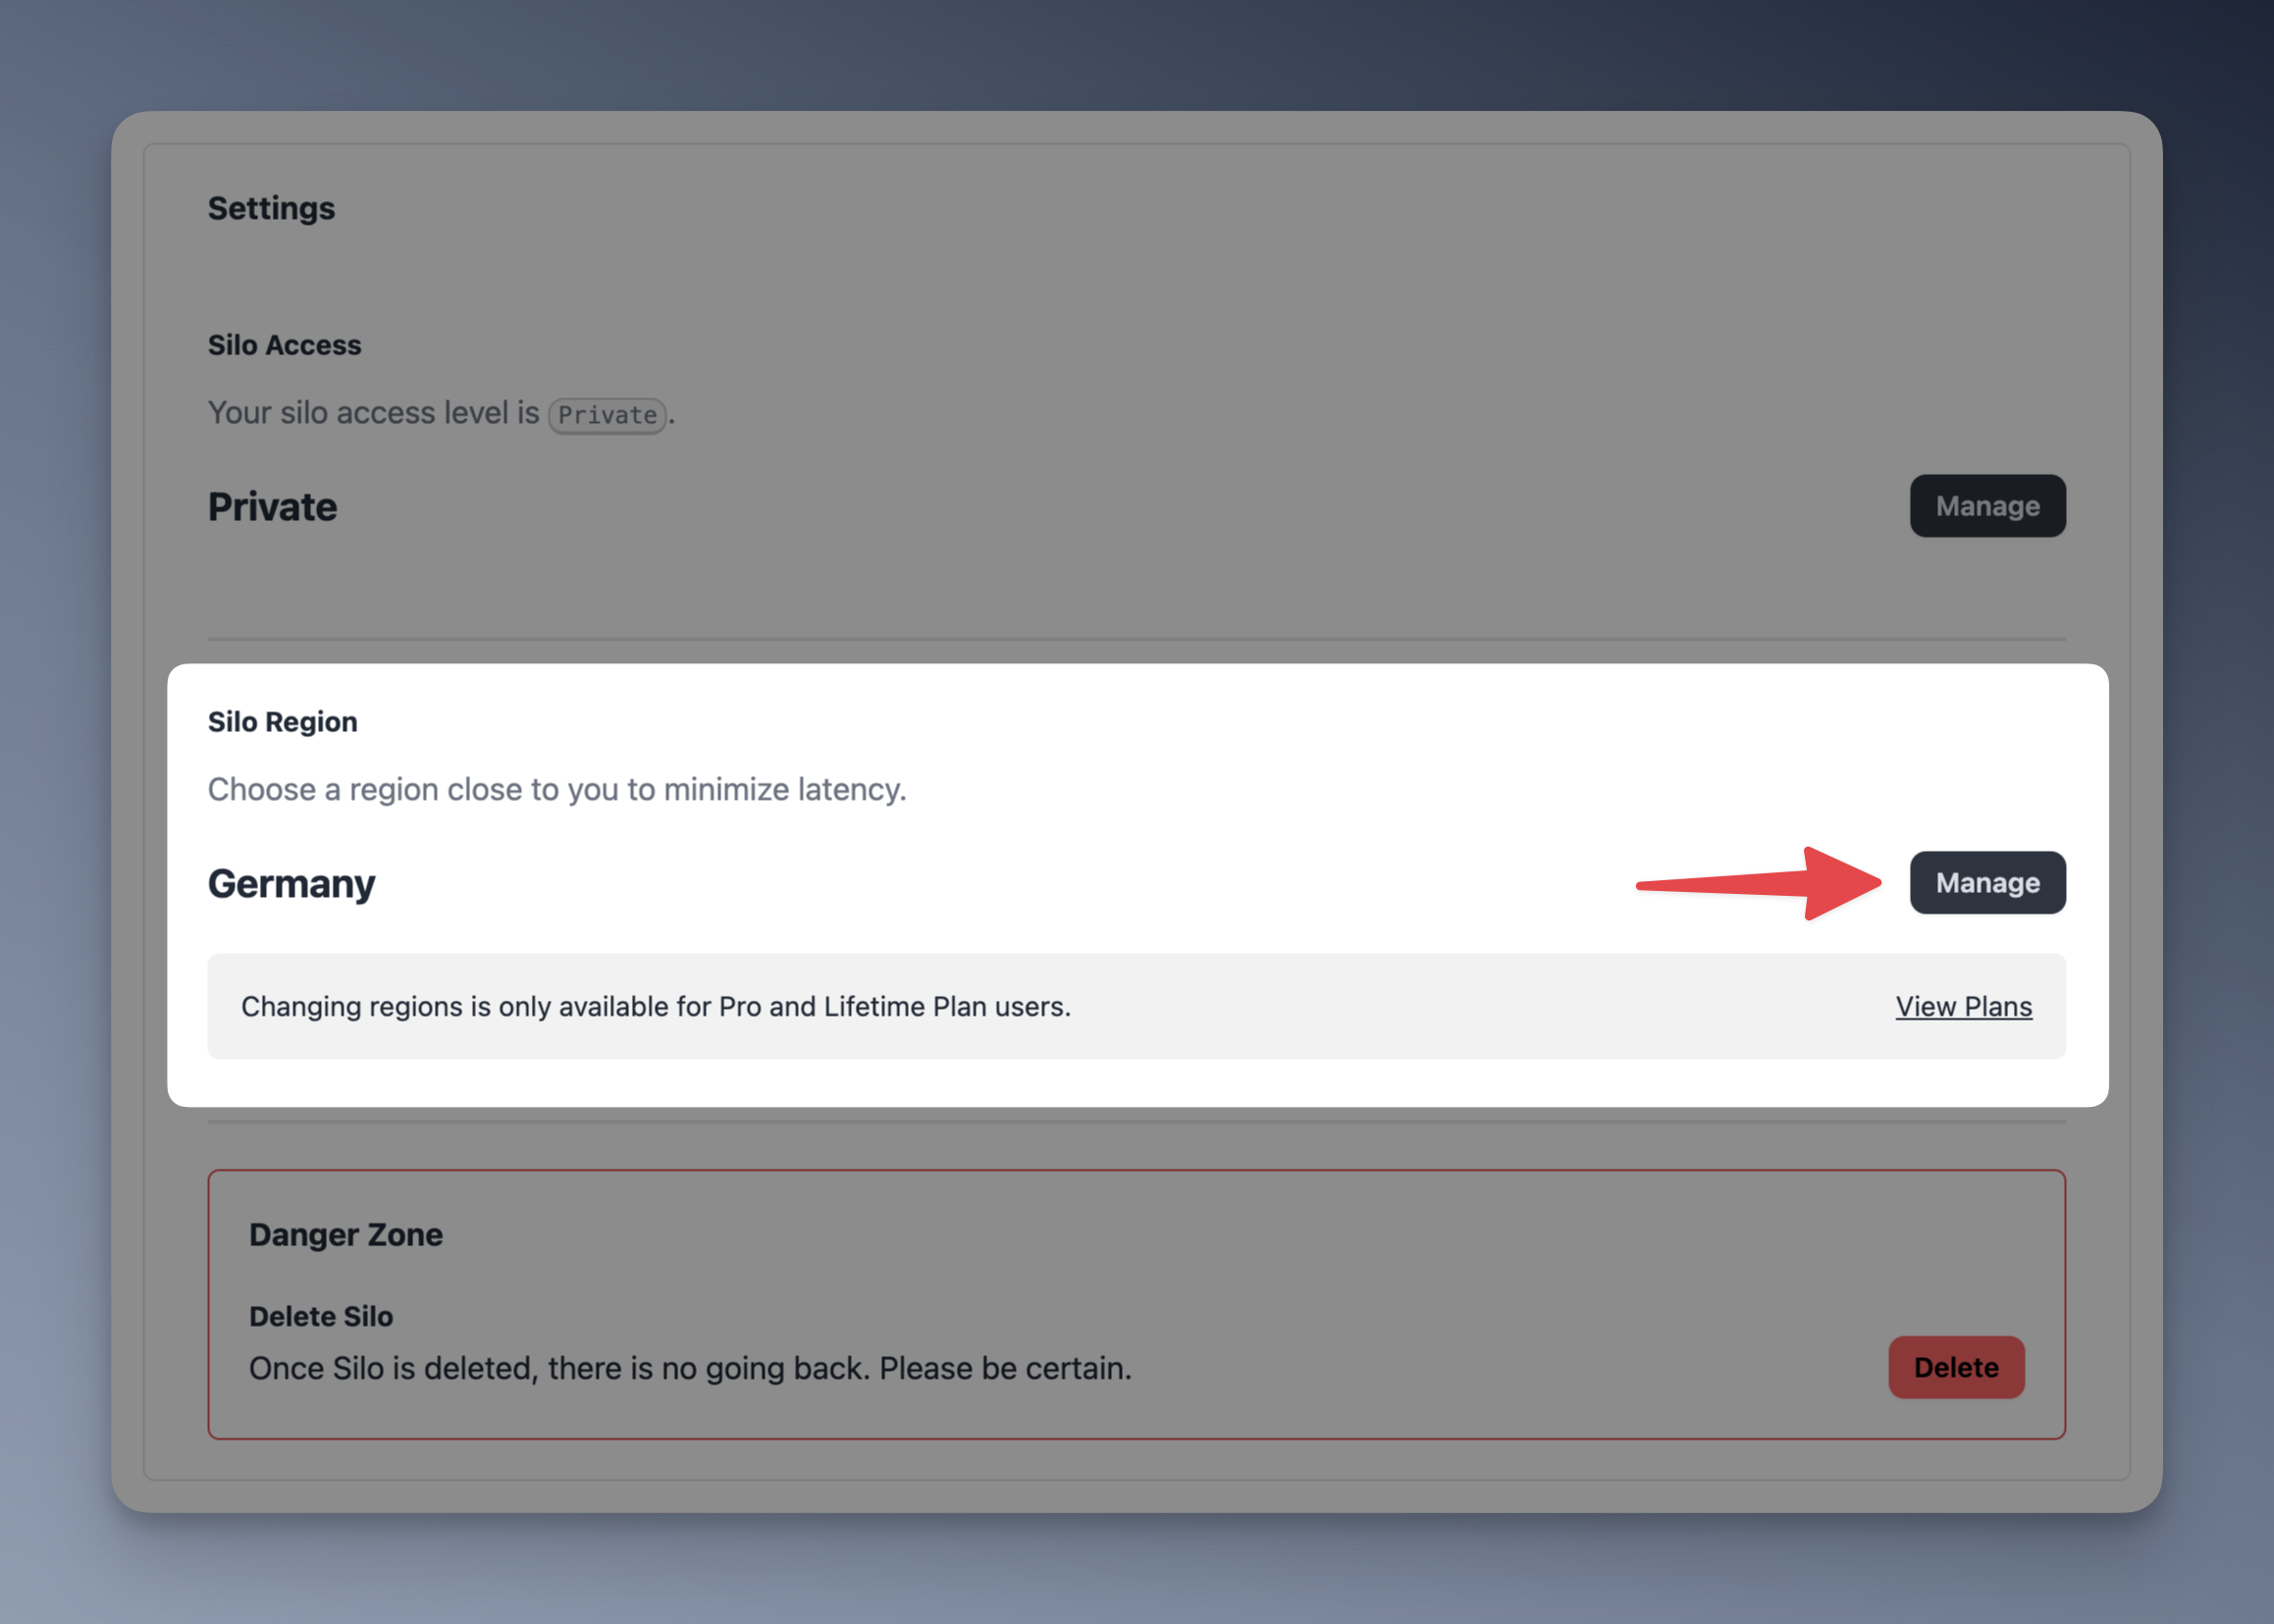 Settings
Silo Access
Your silo access level is Private.
Private
Manage
Silo Region
Choose a region close to you to minimize latency.
Germany
Manage
Changing regions is only available for Pro and Lifetime Plan users.
View Plans
Danger Zone
Delete Silo
Once Silo is deleted, there is no going back. Please be certain.
Delete